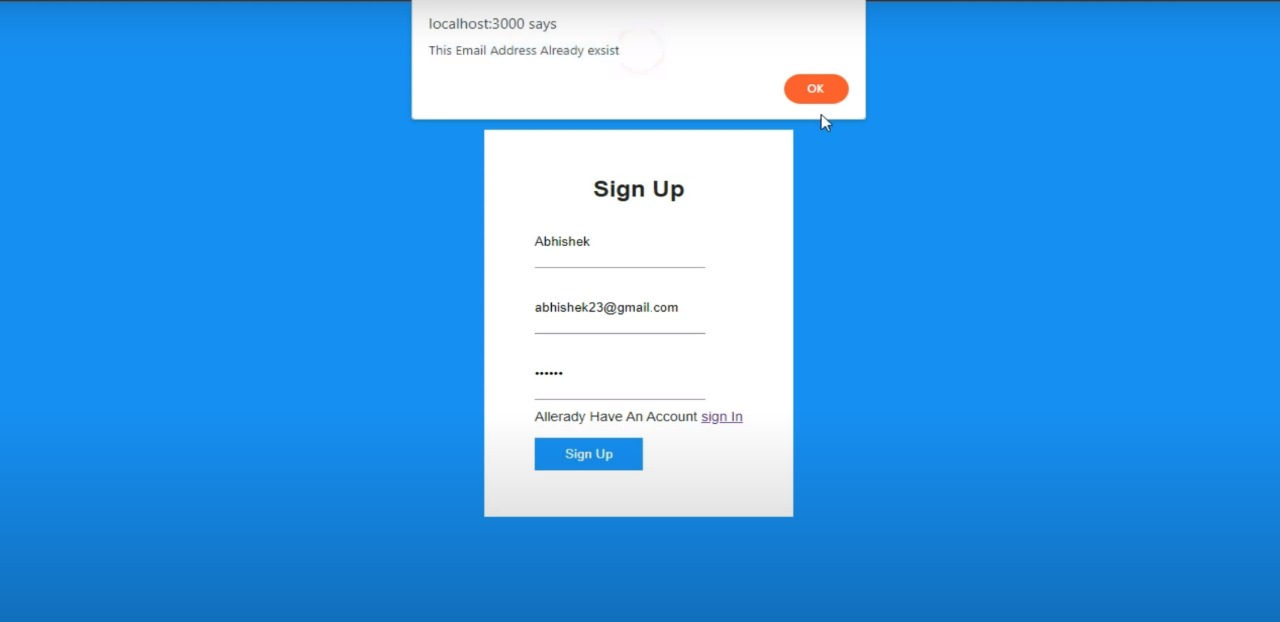 localhost:3000 says
This Email Address Already exsist
OK
Sign Up
Abhishek
abhishek23@gmail.com
••••••
Allerady Have An Account sign In
Sign Up